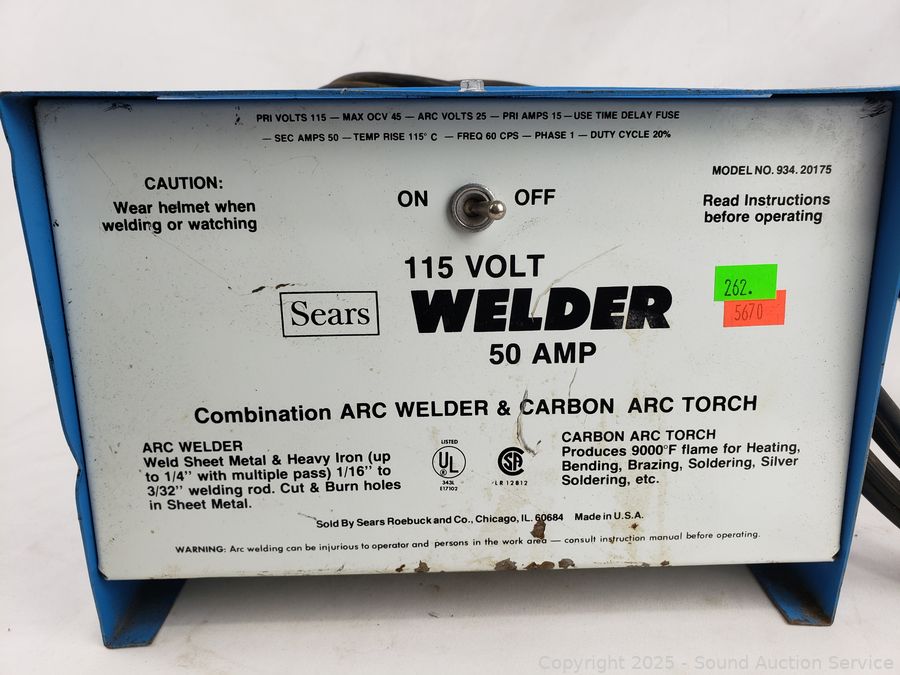 PRI VOLTS 115 — MAX OCV 45 — ARC VOLTS 25 — PRI AMPS 15 — USE TIME DELAY FUSE
— SEC AMPS 50 — TEMP RISE 115° C — FREQ 60 CPS — PHASE 1 — DUTY CYCLE 20%
MODEL NO. 934.20175
CAUTION:
Wear helmet when
welding or watching
ON
OFF
Read Instructions
before operating
115 VOLT
Sears
WELDER
50 AMP
262.
5670
Combination ARC WELDER & CARBON ARC TORCH
ARC WELDER
Weld Sheet Metal & Heavy Iron (up
to 1/4" with multiple pass) 1/16" to
3/32" welding rod. Cut & Burn holes
in Sheet Metal.
LISTED
UL
343L
E17102
SA
LR 12812
CARBON ARC TORCH
Produces 9000°F flame for Heating,
Bending, Brazing, Soldering, Silver
Soldering, etc.
Sold By Sears Roebuck and Co., Chicago, IL. 60684 Made in U.S.A.
WARNING: Arc welding can be injurious to operator and persons in the work area — consult instruction manual before operating.
Copyright 2025 - Sound Auction Service